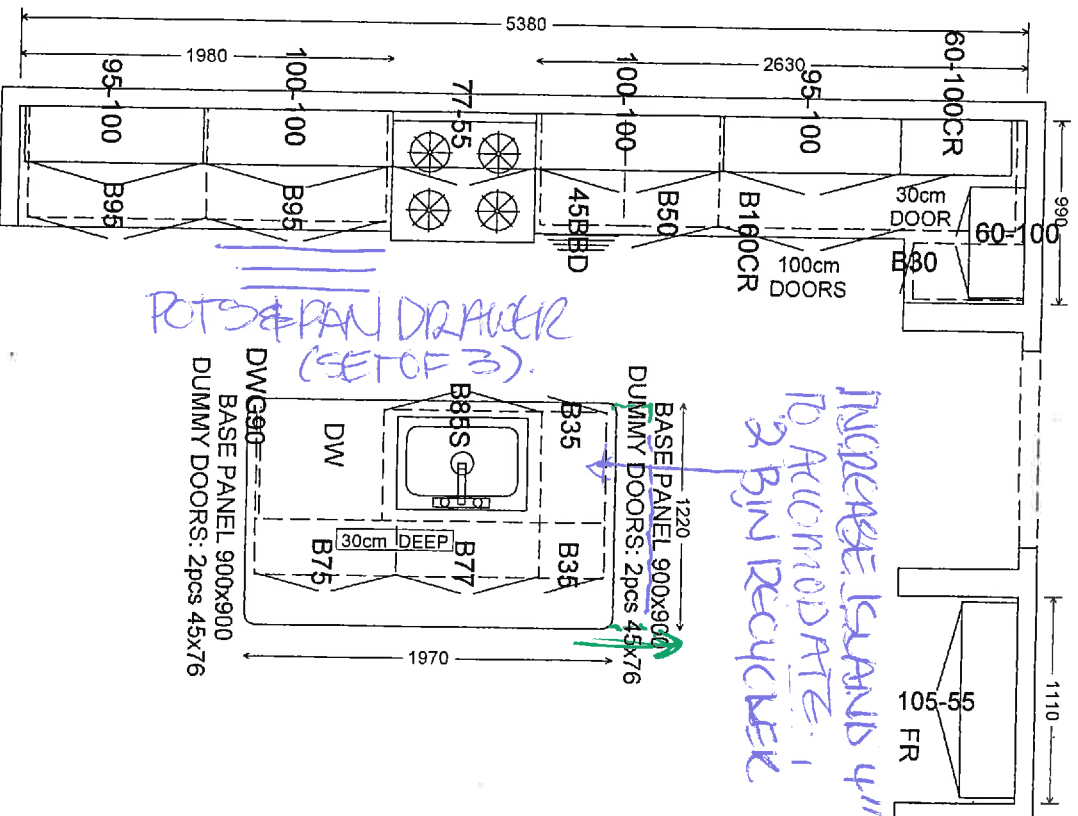 5380
1980
2630
95-100
100-100
77-55
100-100
95-100
60-100CR
B95
B95
45BBD
B50
B160CR
30cm
DOOR
60-100
990
B30
100cm
DOORS
POTS & PAN DRAWER
(SET OF 3).
DWG90
BASE PANEL 900x900
DUMMY DOORS: 2pcs 45x76
DW
B85S
B35
30cm DEEP
B75
B77
B35
1970
BASE PANEL 900x900
DUMMY DOORS: 2pcs 45x76
1220
INCREASE ISLAND 4"
TO ACCOMODATE
2 BIN RECYCLER
105-55
FR
1110